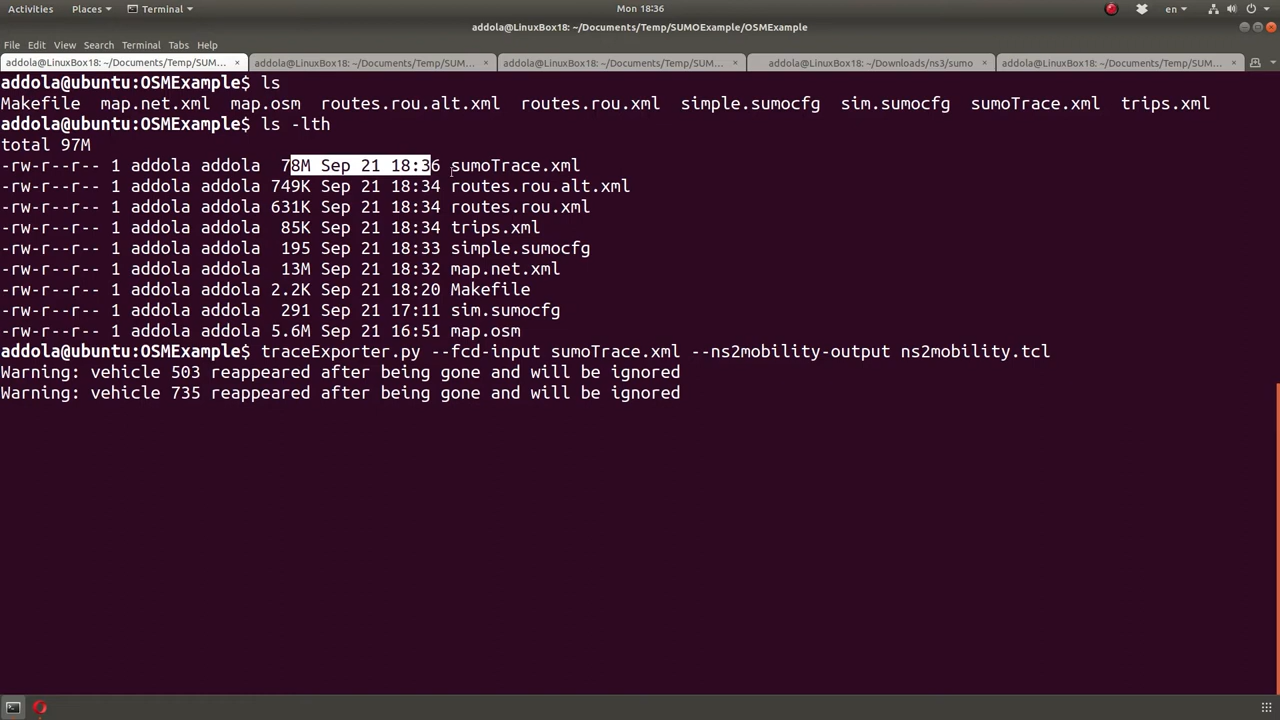 Activities Places Terminal Mon 18:36 en
addola@LinuxBox18: ~/Documents/Temp/SUMOExample/OSMExample
File Edit View Search Terminal Tabs Help
addola@LinuxBox18: ~/Documents/Temp/SUM... addola@LinuxBox18: ~/Documents/Temp/SUM... addola@LinuxBox18: ~/Documents/Temp/SUM... addola@LinuxBox18: ~/Downloads/ns3/sumo addola@LinuxBox18: ~/Documents/Temp/SUM...
addola@ubuntu:OSMExample$ ls
Makefile map.net.xml map.osm routes.rou.alt.xml routes.rou.xml simple.sumocfg sim.sumocfg sumoTrace.xml trips.xml
addola@ubuntu:OSMExample$ ls -lth
total 97M
-rw-r--r-- 1 addola addola 78M Sep 21 18:36 sumoTrace.xml
-rw-r--r-- 1 addola addola 749K Sep 21 18:34 routes.rou.alt.xml
-rw-r--r-- 1 addola addola 631K Sep 21 18:34 routes.rou.xml
-rw-r--r-- 1 addola addola 85K Sep 21 18:34 trips.xml
-rw-r--r-- 1 addola addola 195 Sep 21 18:33 simple.sumocfg
-rw-r--r-- 1 addola addola 13M Sep 21 18:32 map.net.xml
-rw-r--r-- 1 addola addola 2.2K Sep 21 18:20 Makefile
-rw-r--r-- 1 addola addola 291 Sep 21 17:11 sim.sumocfg
-rw-r--r-- 1 addola addola 5.6M Sep 21 16:51 map.osm
addola@ubuntu:OSMExample$ traceExporter.py --fcd-input sumoTrace.xml --ns2mobility-output ns2mobility.tcl
Warning: vehicle 503 reappeared after being gone and will be ignored
Warning: vehicle 735 reappeared after being gone and will be ignored